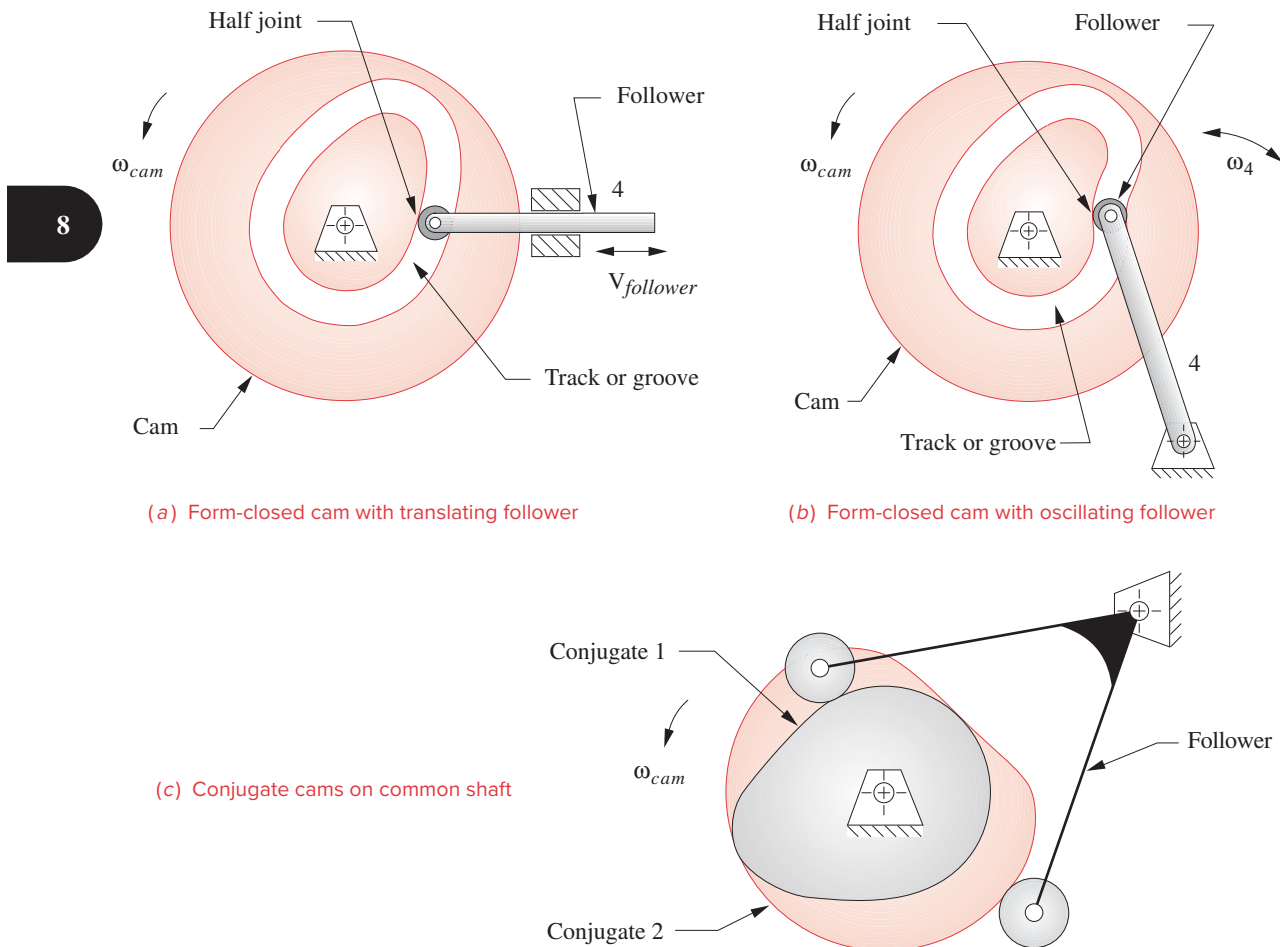 Half joint
Follower
ω_cam
8
4
V_follower
Track or groove
Cam
(a) Form-closed cam with translating follower
Half joint
Follower
ω_cam
ω_4
4
Cam
Track or groove
(b) Form-closed cam with oscillating follower
Conjugate 1
ω_cam
Follower
(c) Conjugate cams on common shaft
Conjugate 2